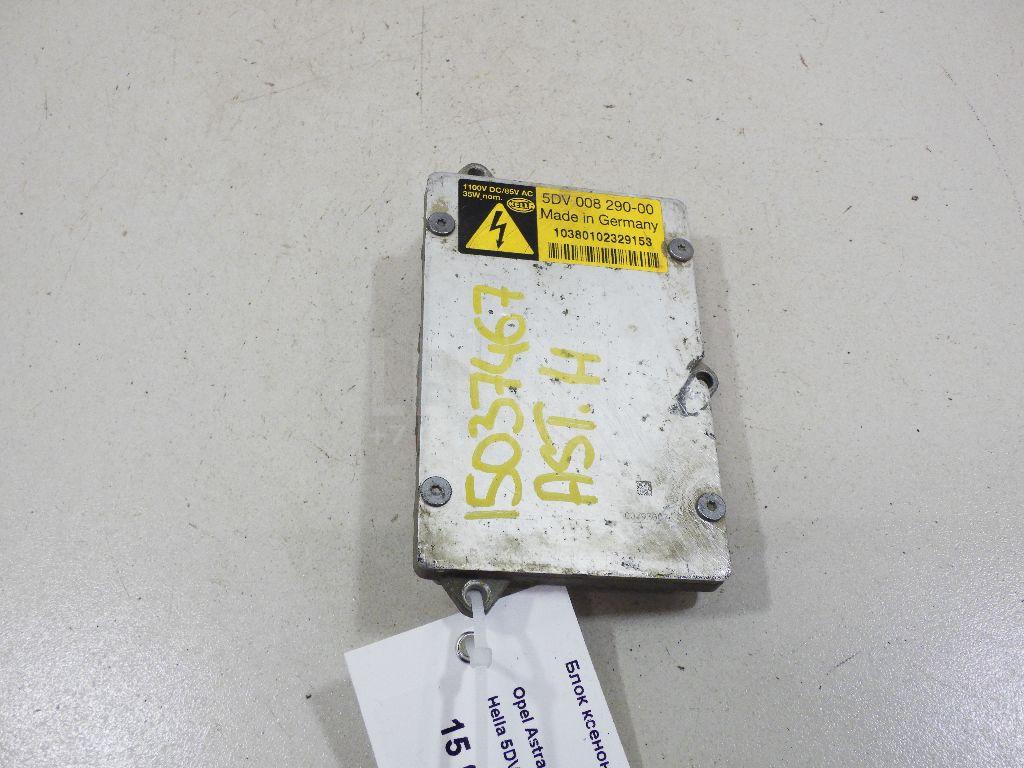 1100V DC/85V AC
35W nom.
HELLA
5DV 008 290-00
Made in Germany
10380102329153
15037467
AST. H
Блок ксенон
Opel Astra
Hella 5DV
15